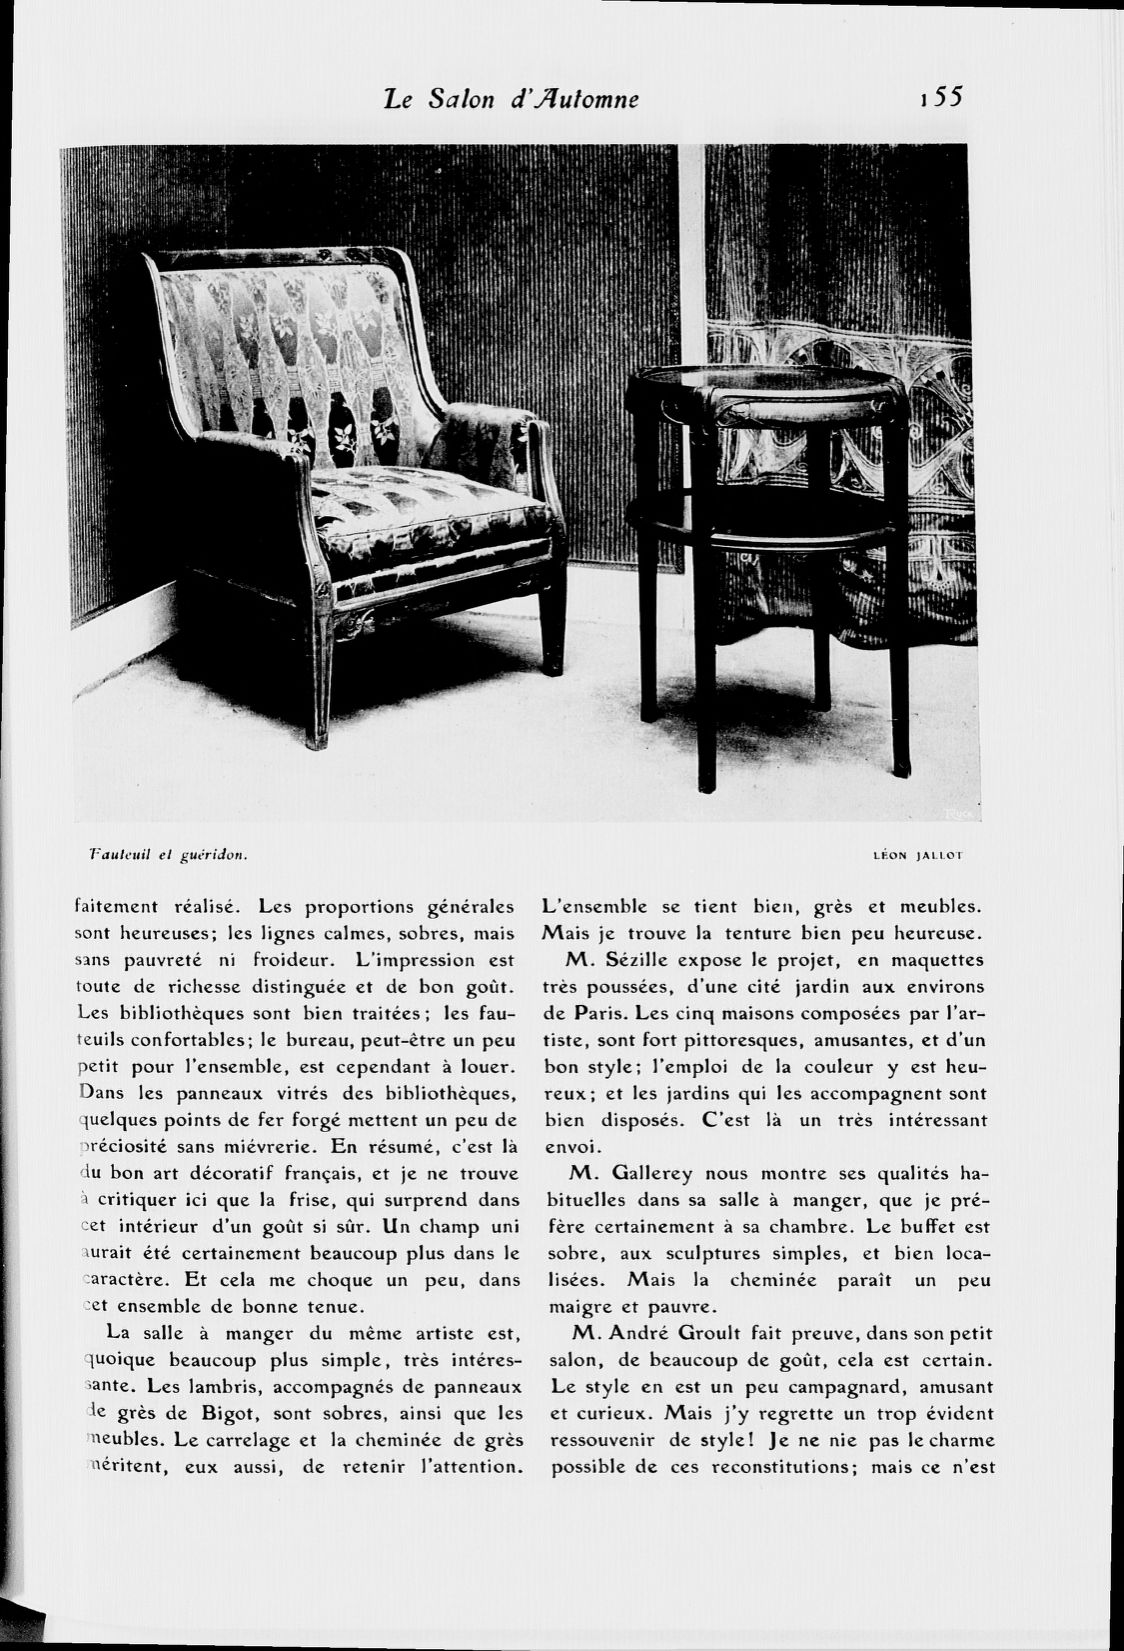 Le Salon d'Automne
155
Fauteuil et guéridon.
LÉON JALLOT
faitement réalisé. Les proportions générales
sont heureuses; les lignes calmes, sobres, mais
sans pauvreté ni froideur. L'impression est
toute de richesse distinguée et de bon goût.
Les bibliothèques sont bien traitées; les fau-
teuils confortables; le bureau, peut-être un peu
petit pour l'ensemble, est cependant à louer.
Dans les panneaux vitrés des bibliothèques,
quelques points de fer forgé mettent un peu de
préciosité sans miévrerie. En résumé, c'est là
du bon art décoratif français, et je ne trouve
à critiquer ici que la frise, qui surprend dans
cet intérieur d'un goût si sûr. Un champ uni
aurait été certainement beaucoup plus dans le
caractère. Et cela me choque un peu, dans
cet ensemble de bonne tenue.
La salle à manger du même artiste est,
quoique beaucoup plus simple, très intéres-
sante. Les lambris, accompagnés de panneaux
de grès de Bigot, sont sobres, ainsi que les
meubles. Le carrelage et la cheminée de grès
méritent, eux aussi, de retenir l'attention.
L'ensemble se tient bien, grès et meubles.
Mais je trouve la tenture bien peu heureuse.
M. Sézille expose le projet, en maquettes
très poussées, d'une cité jardin aux environs
de Paris. Les cinq maisons composées par l'ar-
tiste, sont fort pittoresques, amusantes, et d'un
bon style; l'emploi de la couleur y est heu-
reux; et les jardins qui les accompagnent sont
bien disposés. C'est là un très intéressant
envoi.
M. Gallerey nous montre ses qualités ha-
bituelles dans sa salle à manger, que je pré-
fère certainement à sa chambre. Le buffet est
sobre, aux sculptures simples, et bien loca-
lisées. Mais la cheminée paraît un peu
maigre et pauvre.
M. André Groult fait preuve, dans son petit
salon, de beaucoup de goût, cela est certain.
Le style en est un peu campagnard, amusant
et curieux. Mais j'y regrette un trop évident
ressouvenir de style! Je ne nie pas le charme
possible de ces reconstitutions; mais ce n'est